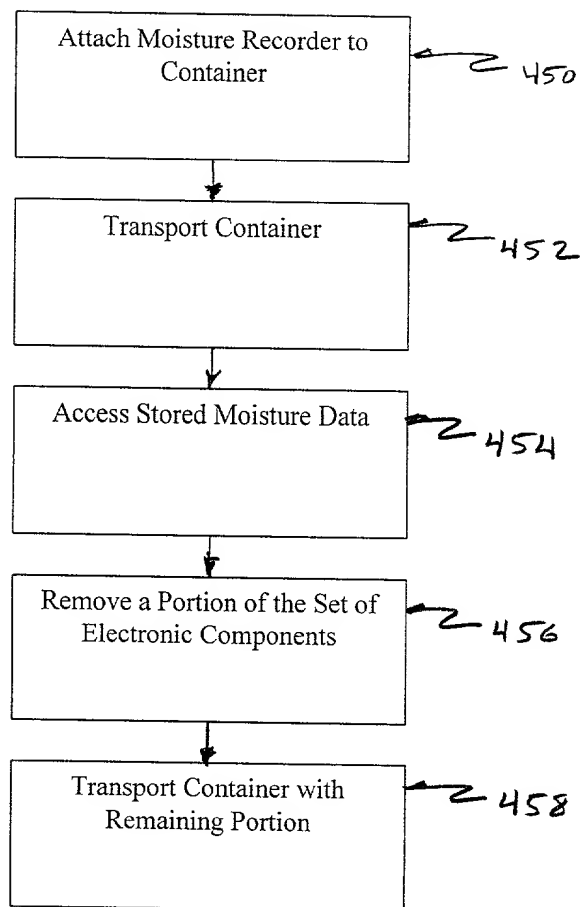 Attach Moisture Recorder to
Container
450
Transport Container
452
Access Stored Moisture Data
454
Remove a Portion of the Set of
Electronic Components
456
Transport Container with
Remaining Portion
458